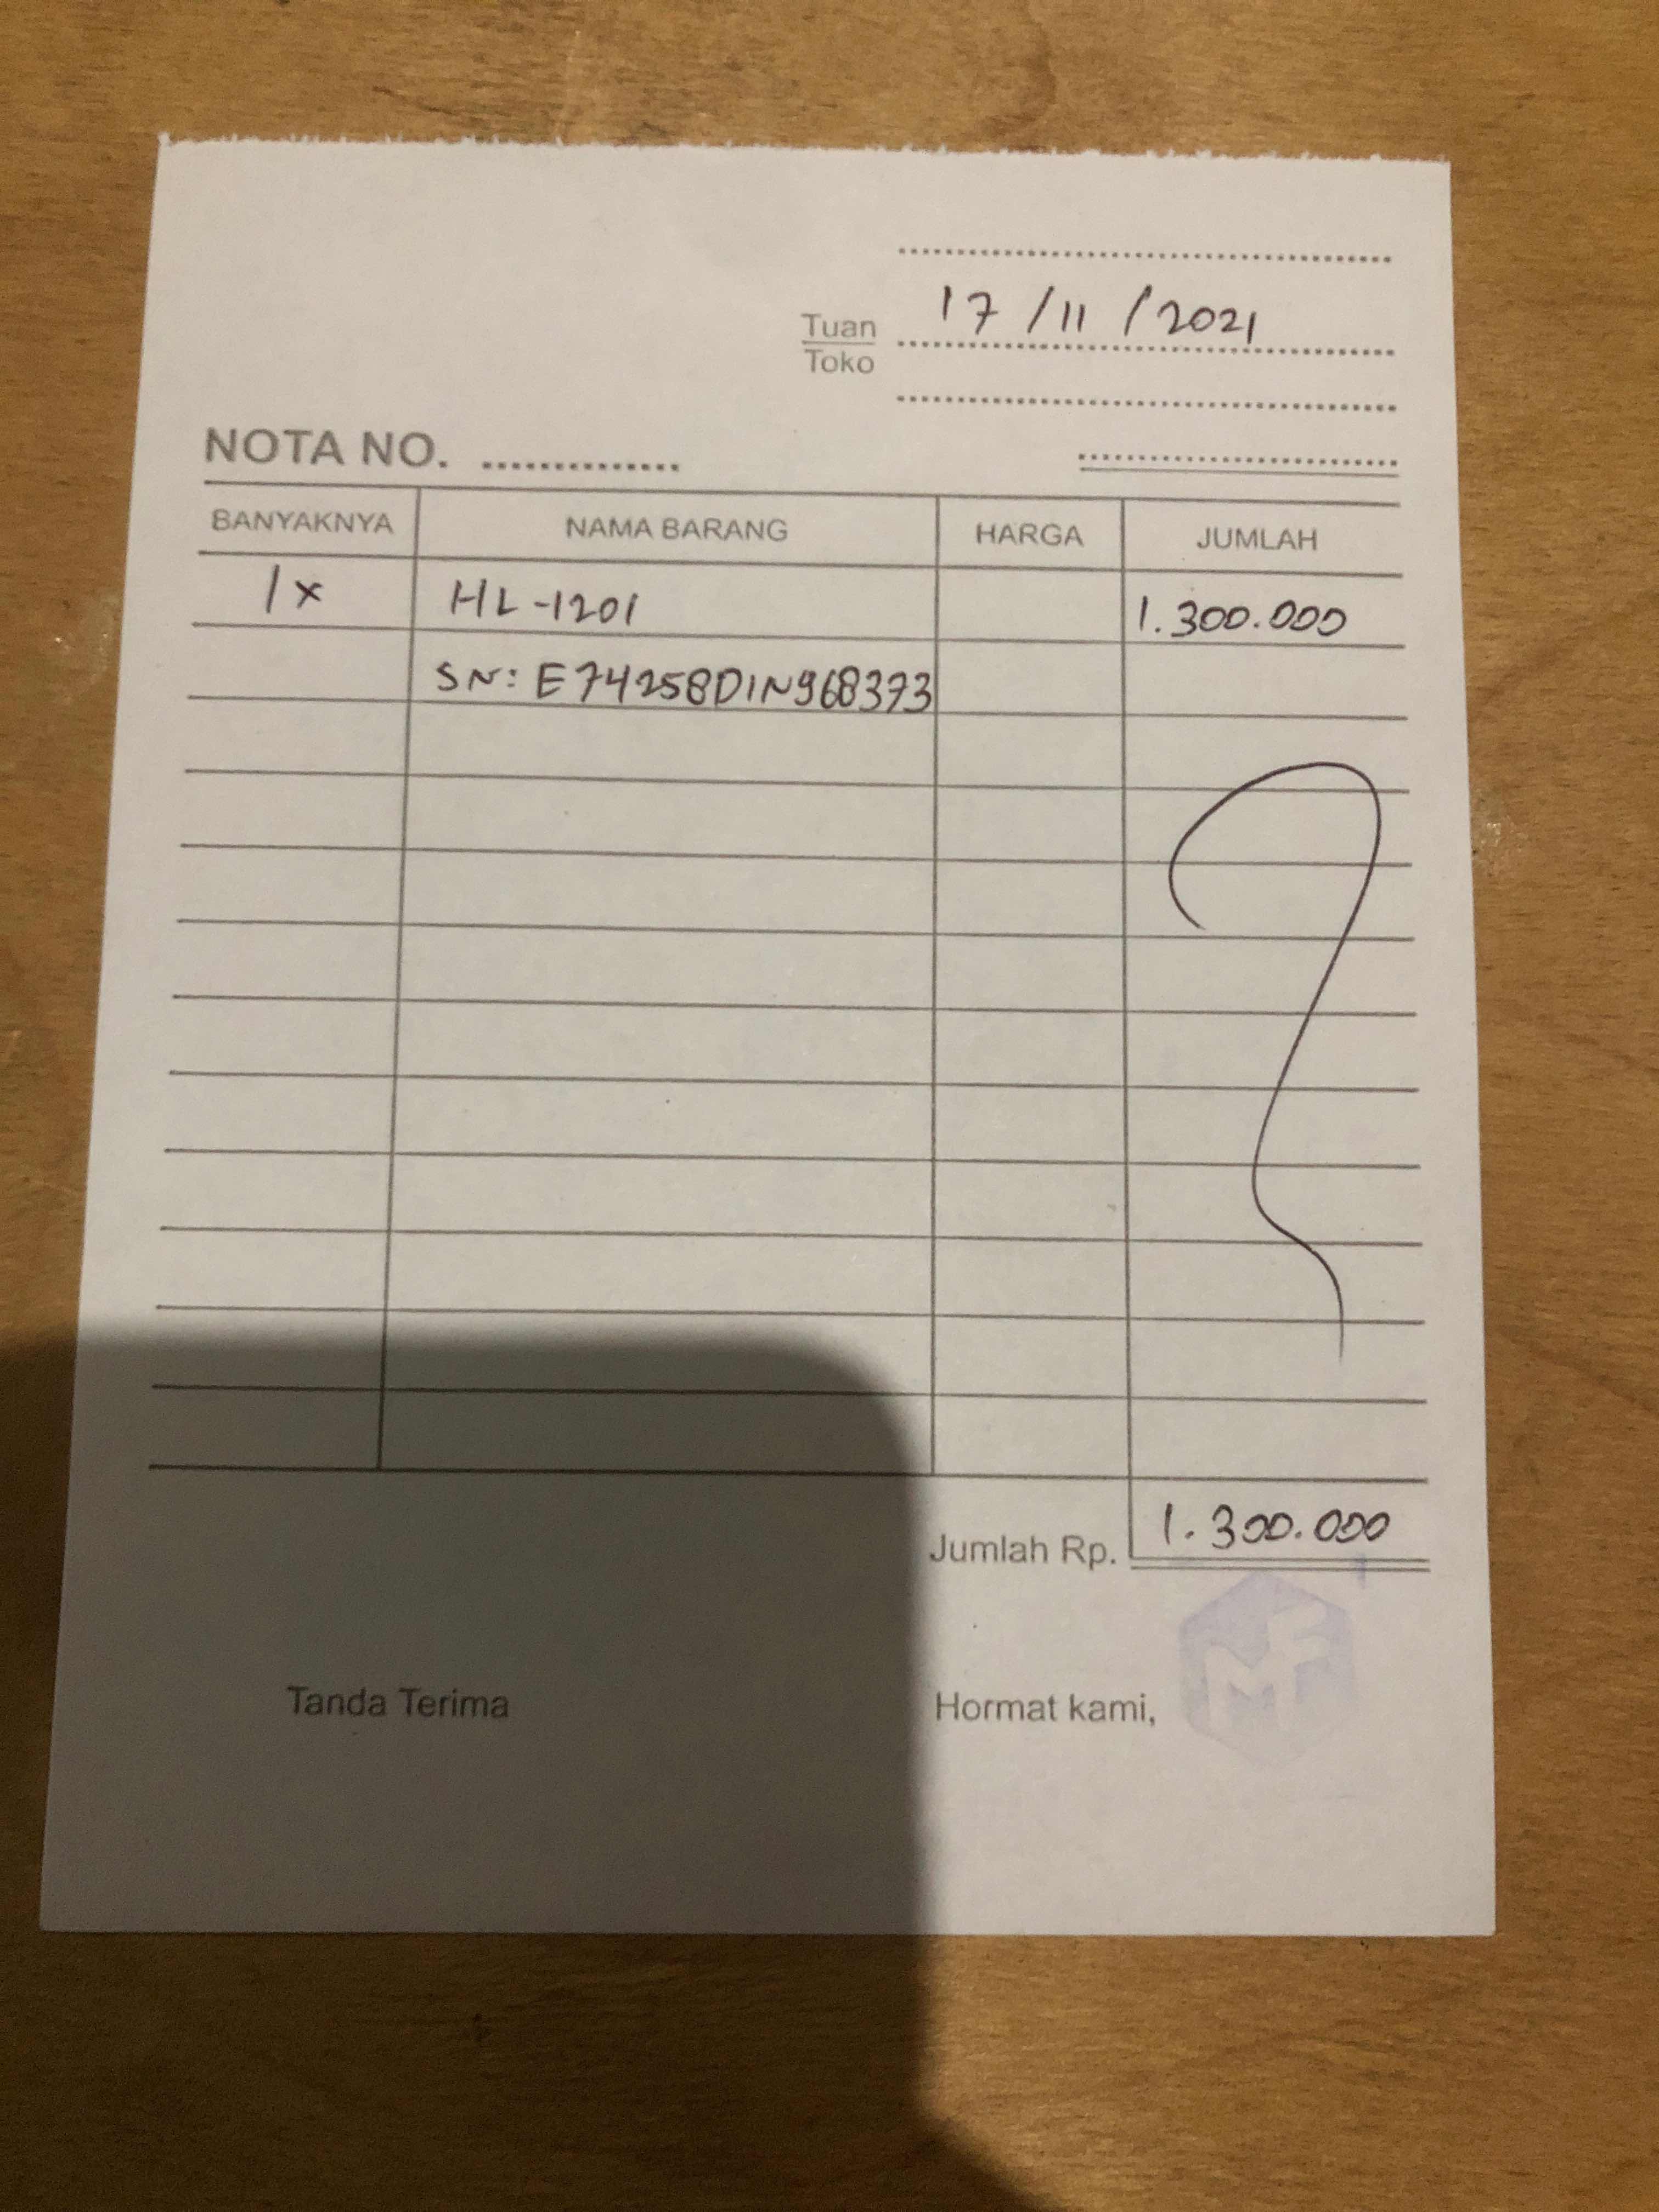 17/11/2021
Tuan
Toko
NOTA NO. ..............
BANYAKNYA NAMA BARANG HARGA JUMLAH
1x HL-1201 1.300.000
SN: E74258D1N968373
Jumlah Rp. 1.300.000
Tanda Terima Hormat kami,
MF